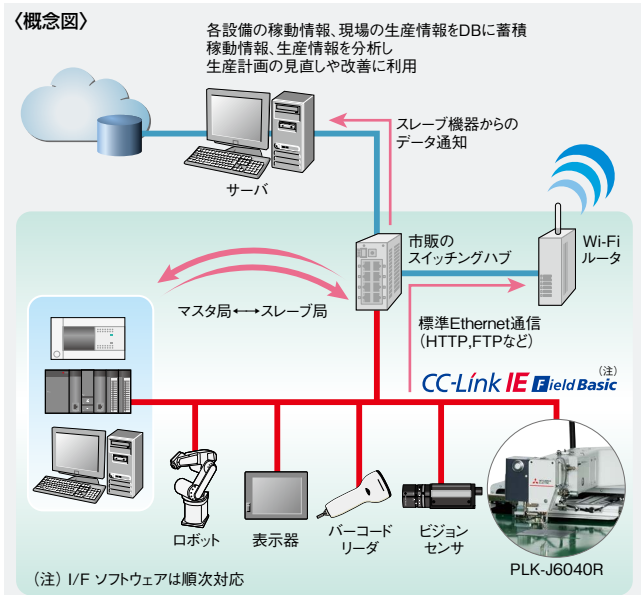 〈概念図〉
各設備の稼動情報、現場の生産情報をDBに蓄積
稼動情報、生産情報を分析し
生産計画の見直しや改善に利用
スレーブ機器からの
データ通知
サーバ
市販の
スイッチングハブ
Wi-Fi
ルータ
マスタ局←→スレーブ局
標準Ethernet通信
(HTTP,FTPなど)
CC-Link IE Field Basic (注)
ロボット
表示器
バーコード
リーダ
ビジョン
センサ
PLK-J6040R
(注) I/F ソフトウェアは順次対応